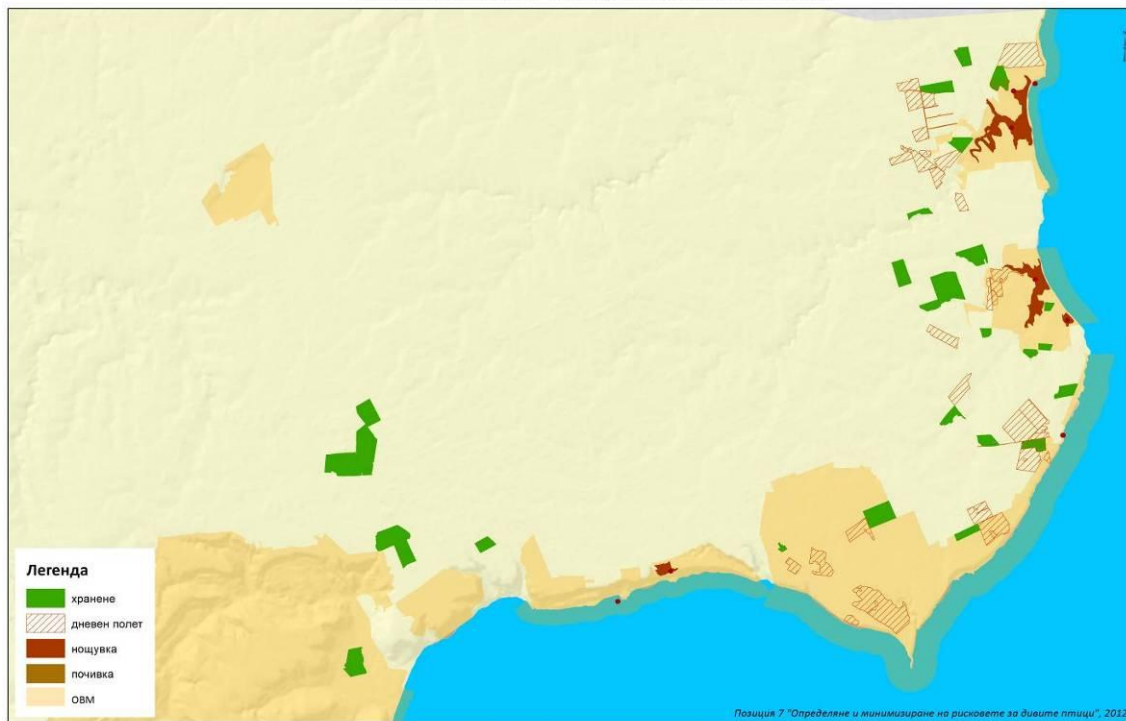 Легенда
хранене
дневен полет
нощувка
почивка
ОВМ
Позиция 7 "Определяне и минимизиране на рисковете за дивите птици", 2012